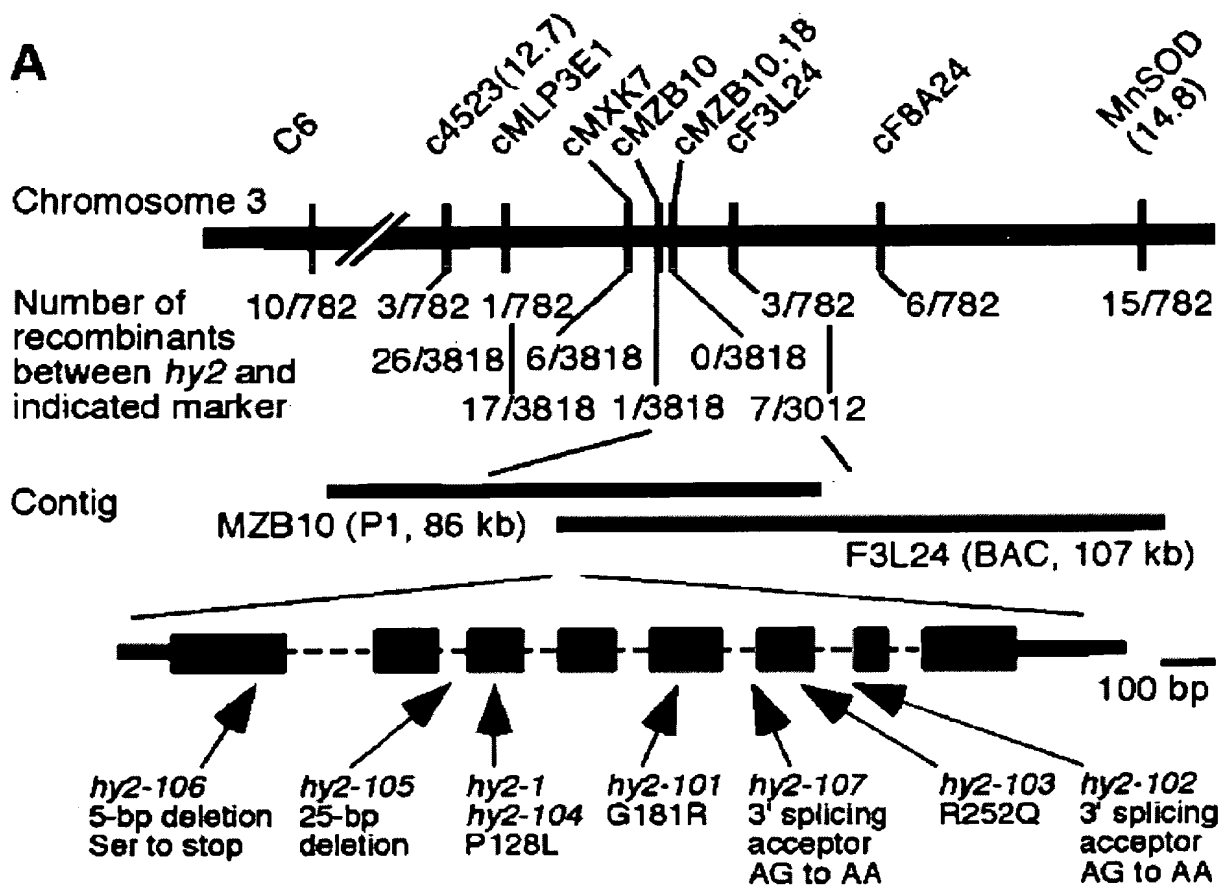 A
C6
c4523(12.7)
cMLP3E1
cMXK7
cMZB10
cMZB10.18
cF3L24
cF8A24
MnSOD
(14.8)
Chromosome 3
Number of
recombinants
between hy2 and
indicated marker
10/782 3/782 1/782 3/782 6/782 15/782
26/3818 6/3818 0/3818
17/3818 1/3818 7/3012
Contig
MZB10 (P1, 86 kb)
F3L24 (BAC, 107 kb)
100 bp
hy2-106
5-bp deletion
Ser to stop
hy2-105
25-bp
deletion
hy2-1
hy2-104
P128L
hy2-101
G181R
hy2-107
3' splicing
acceptor
AG to AA
hy2-103
R252Q
hy2-102
3' splicing
acceptor
AG to AA